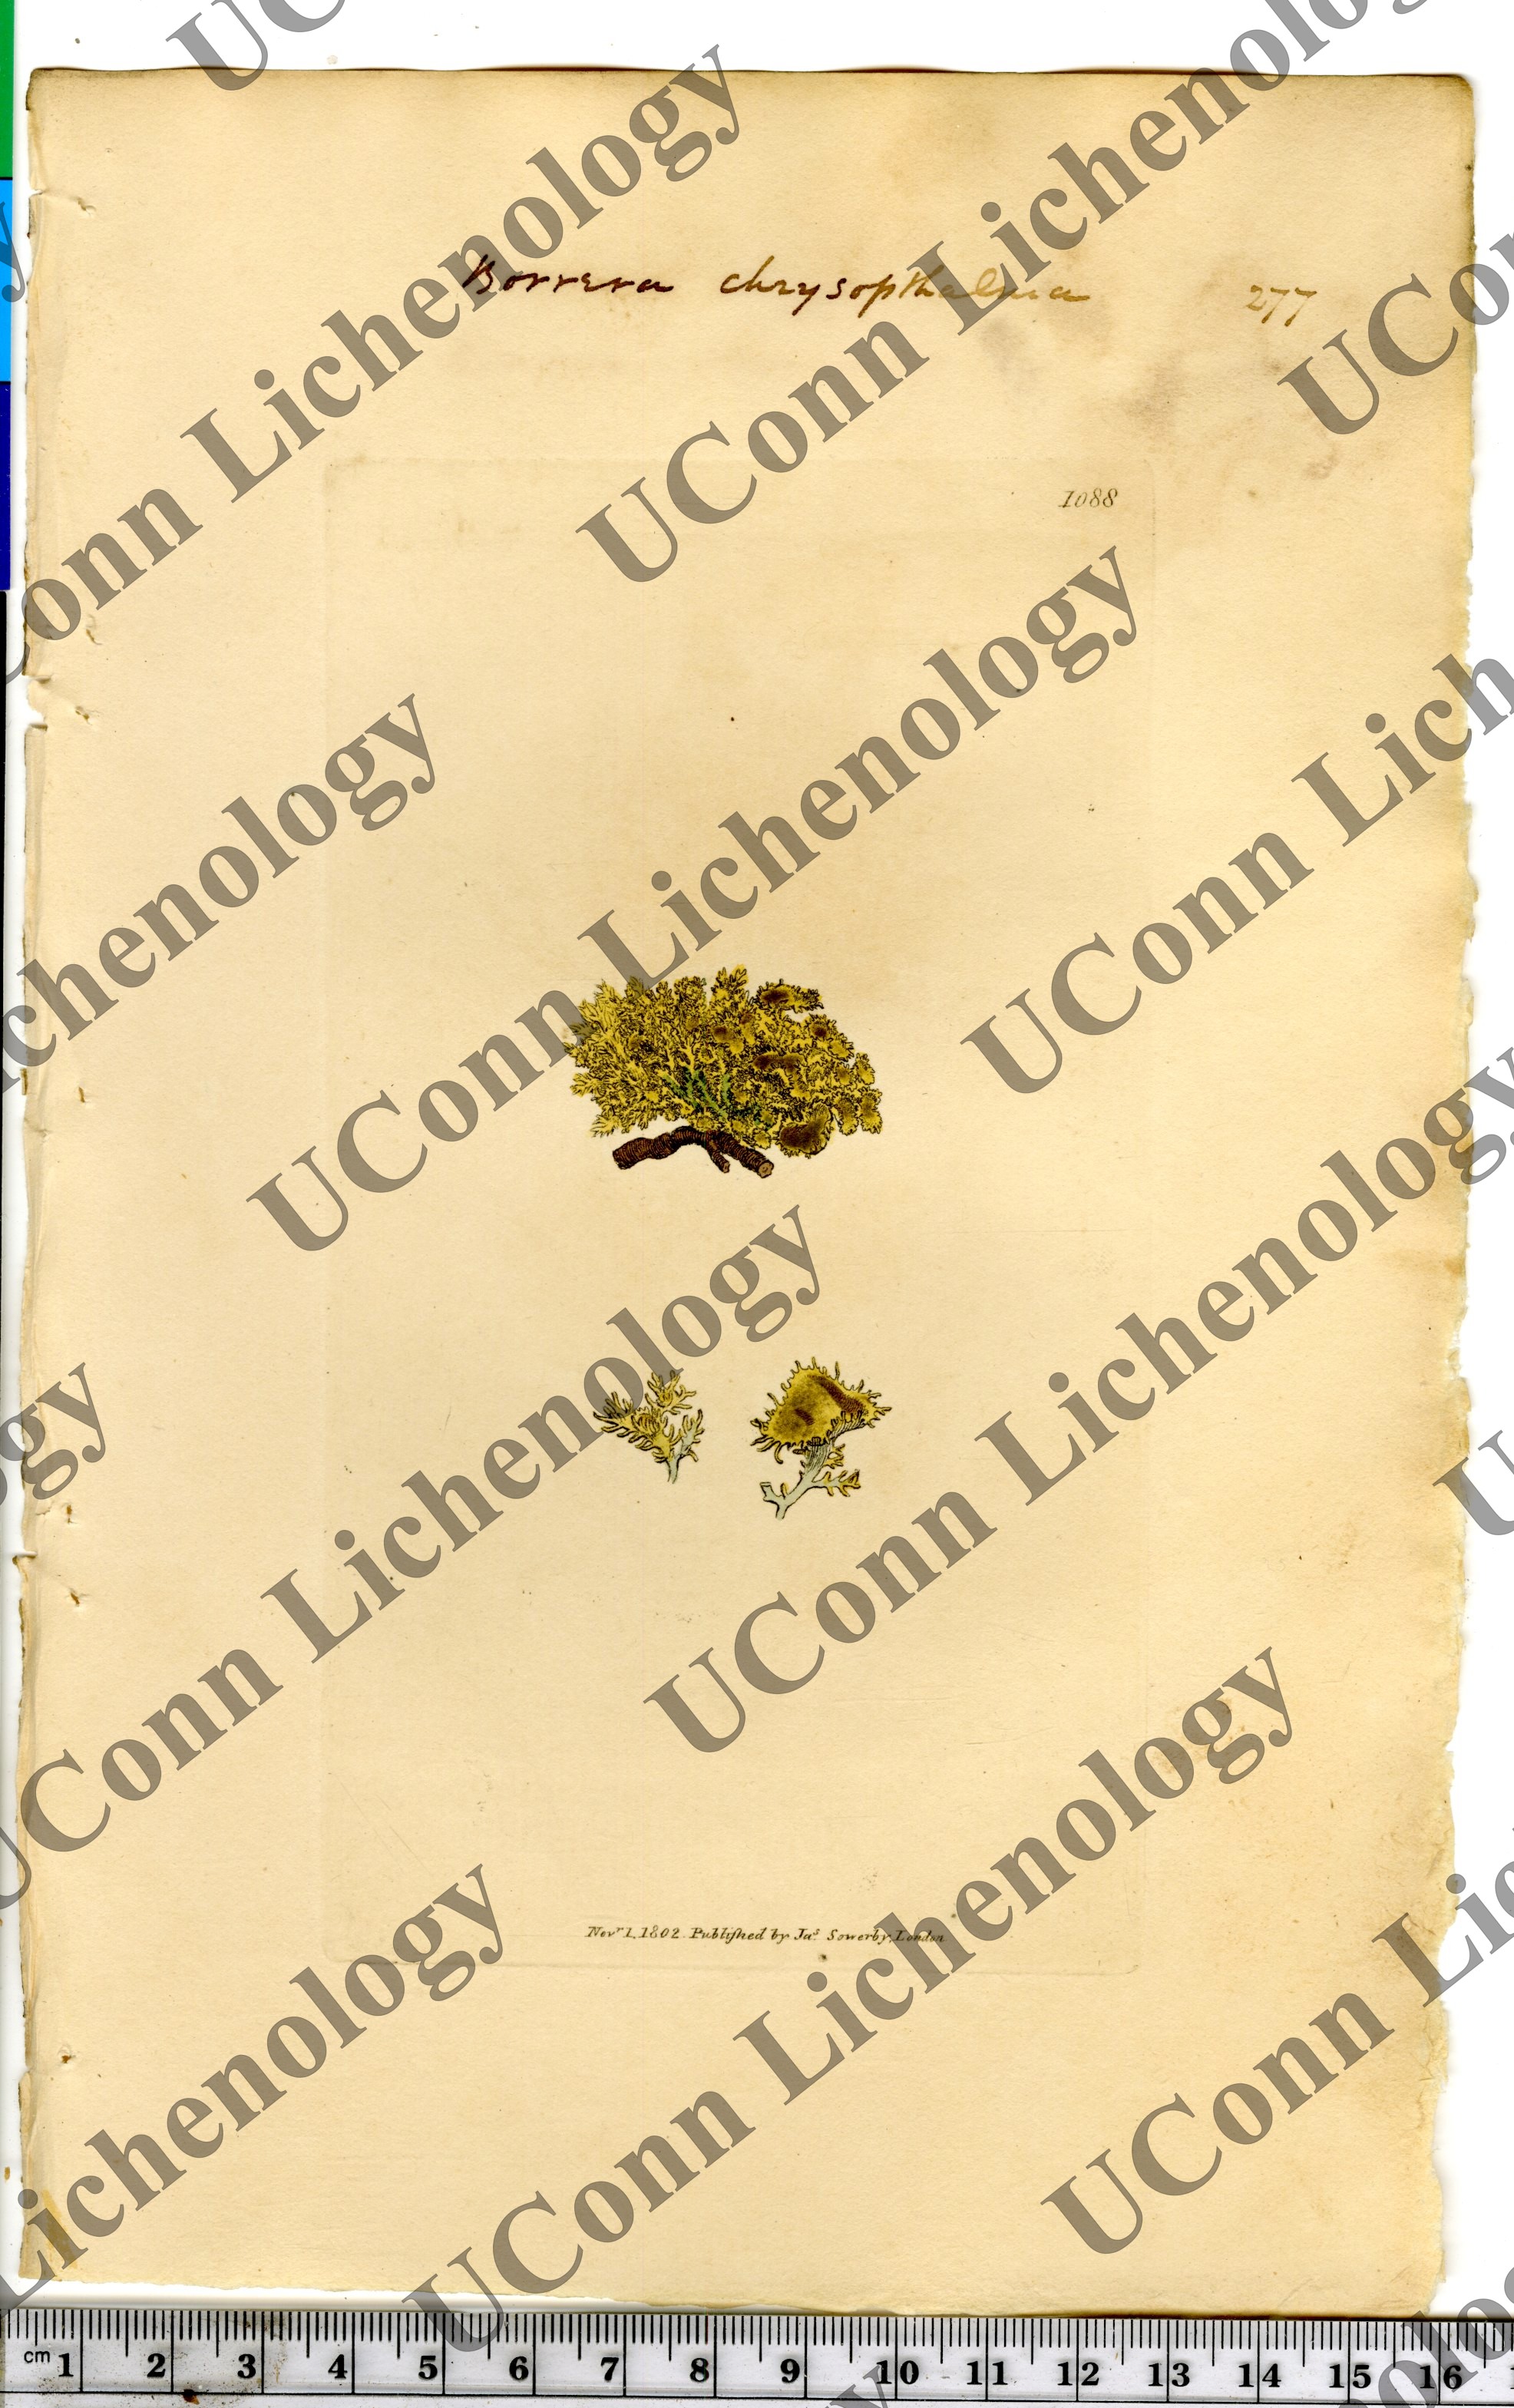 Borrera chrysopthalma 277
1088
Novr. 1. 1802. Publiſhed by Jas. Sowerby, London
cm 1 2 3 4 5 6 7 8 9 10 11 12 13 14 15 16
UConn Lichenology
UConn Lichenology
UConn Lichenology
UConn Lichenology
UConn Lichenology
UConn Lichenology
UConn Lichenology